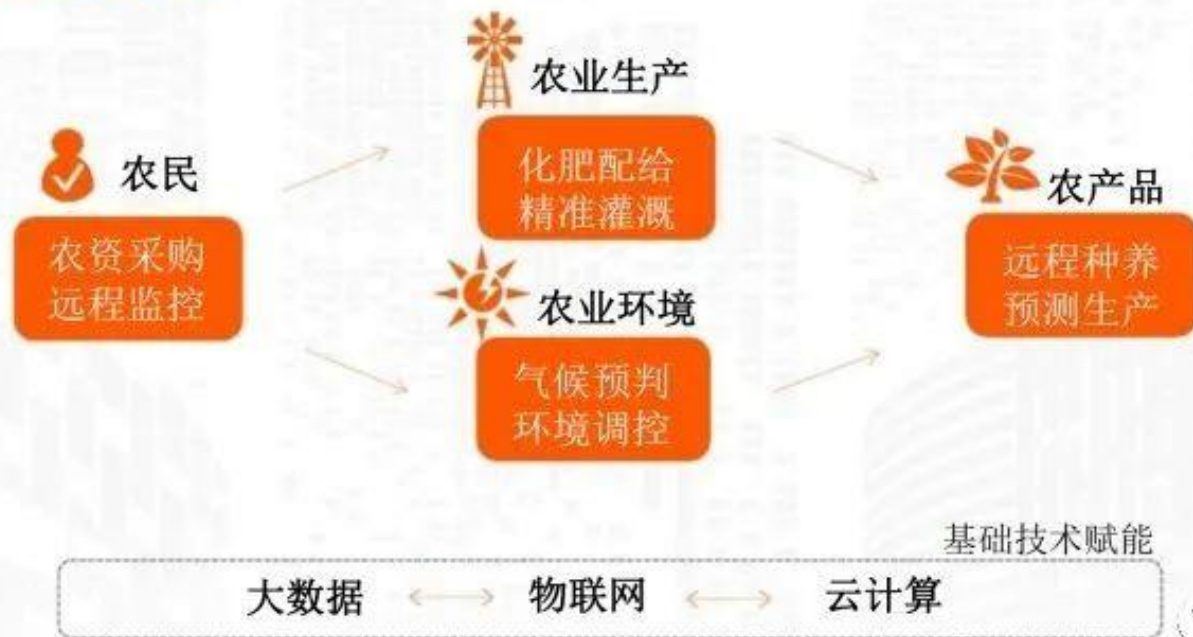 农业生产
化肥配给
精准灌溉
农民
农资采购
远程监控
农业环境
气候预判
环境调控
农产品
远程种养
预测生产
基础技术赋能
大数据
物联网
云计算